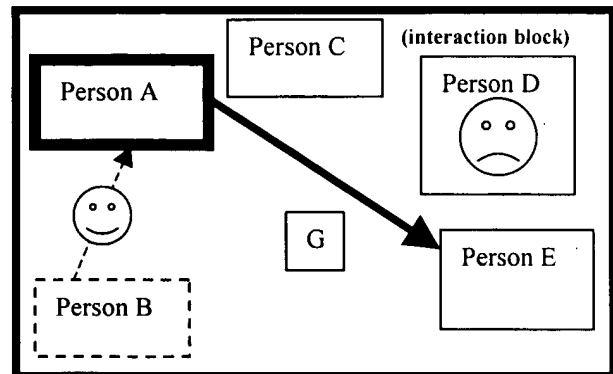 Person C
(interaction block)
Person A
Person D
G
Person E
Person B